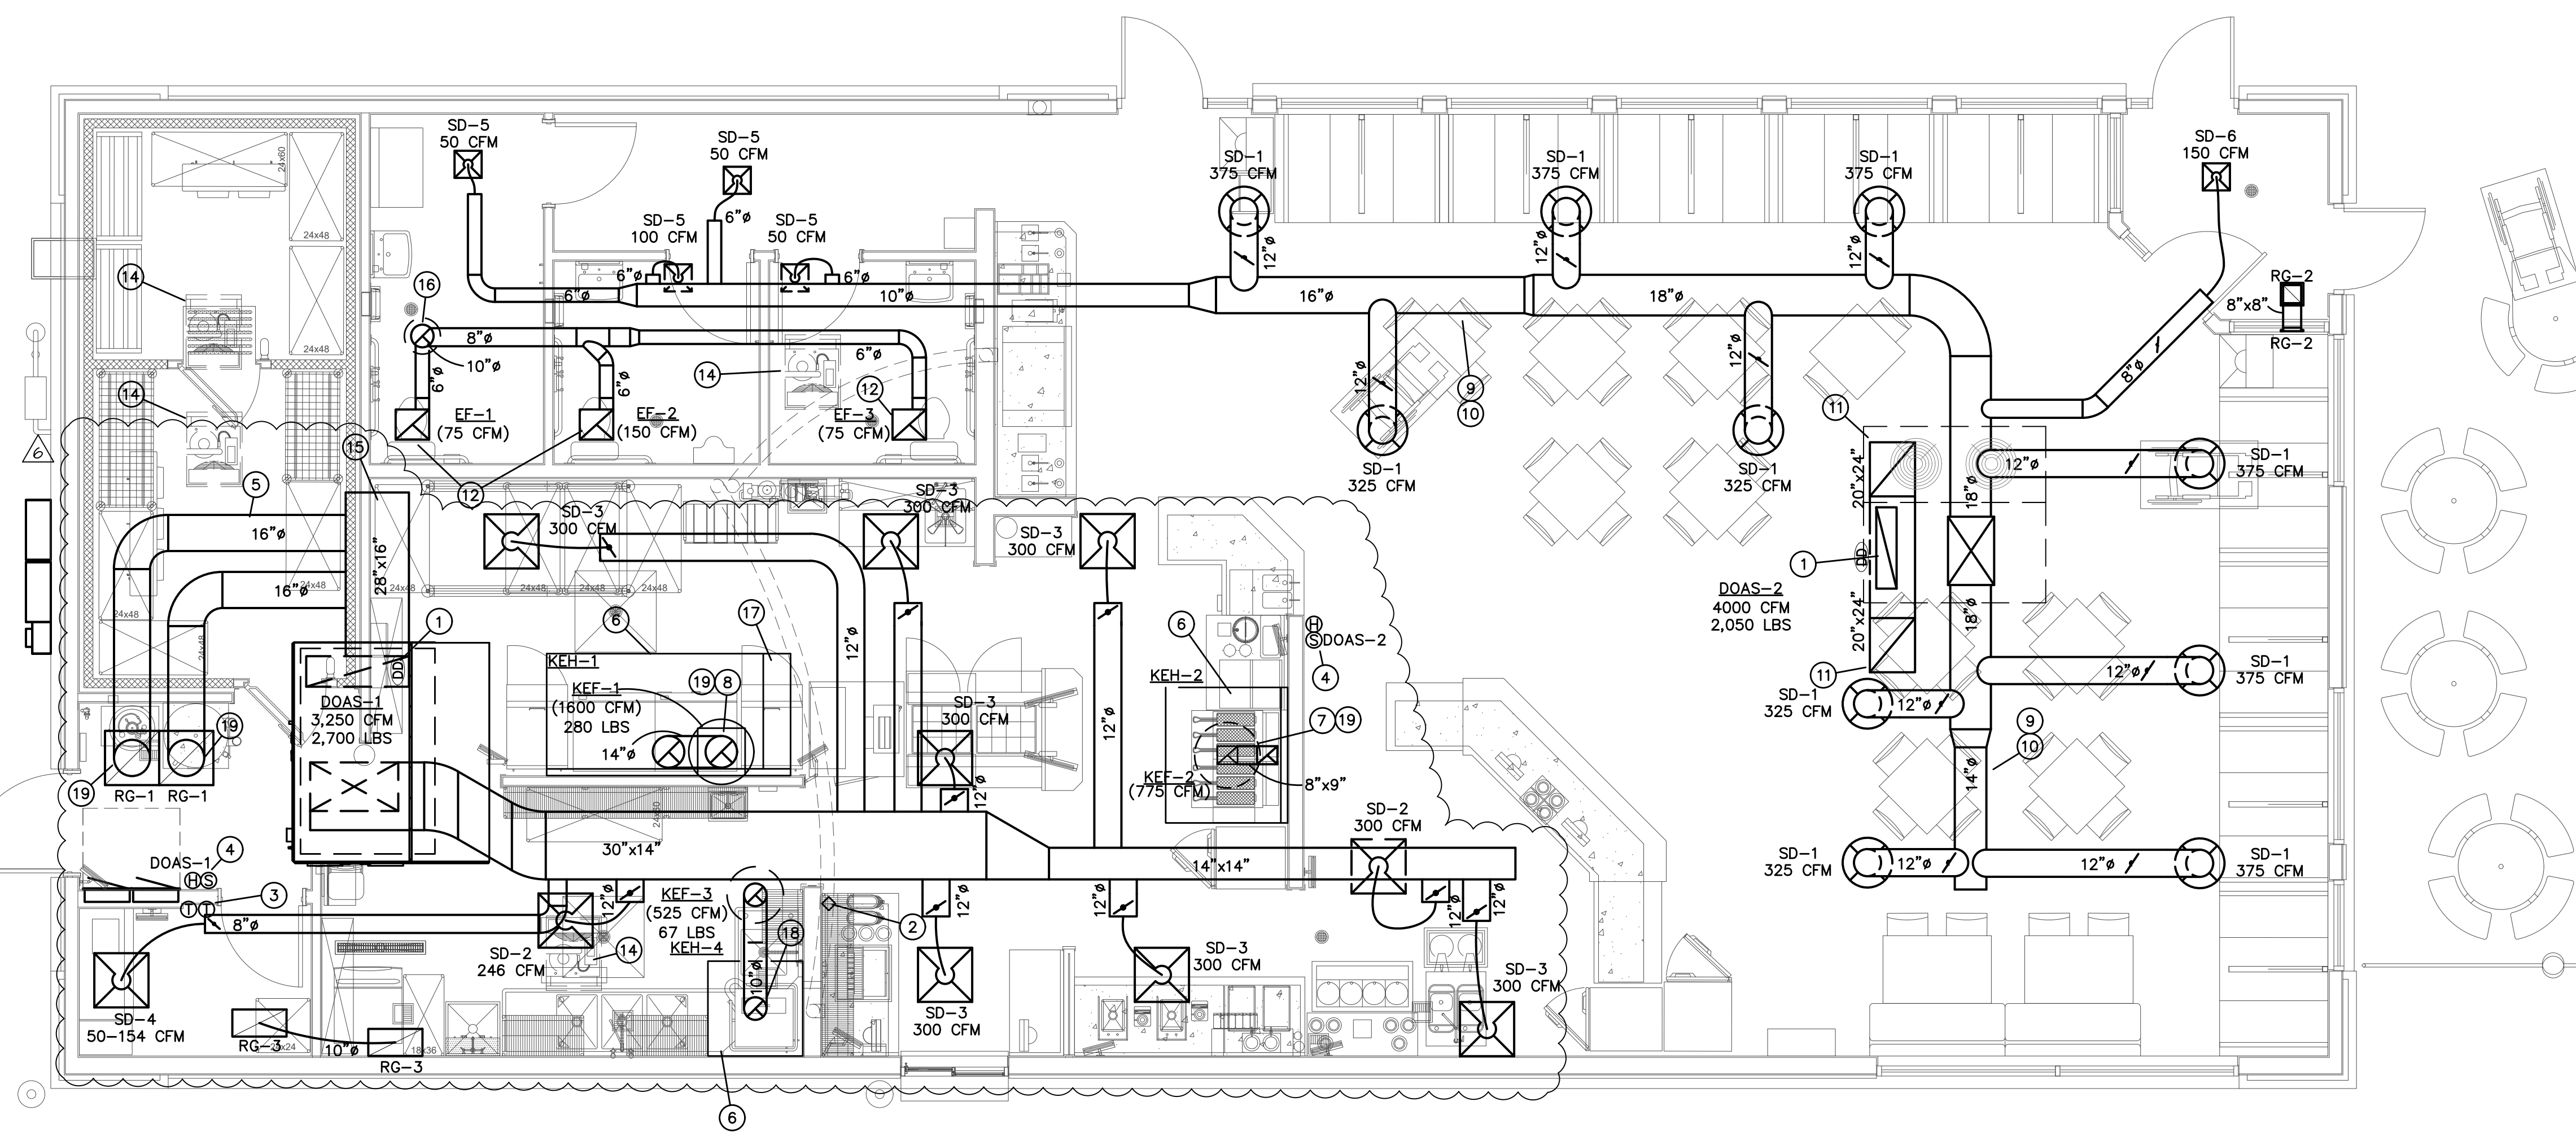 SD-5
50 CFM
SD-5
50 CFM
SD-1
375 CFM
SD-1
375 CFM
SD-1
375 CFM
SD-6
150 CFM
24x60
24x48
SD-5
100 CFM
SD-5
50 CFM
6"ø
6"ø
6"ø
6"ø
10"ø
12"ø
12"ø
12"ø
16"ø
18"ø
RG-2
8"x8"
RG-2
14
16
24x48
8"ø
10"ø
6"ø
6"ø
6"ø
14
12
12"ø
12"ø
9
10
8"ø
14
EF-1
(75 CFM)
EF-2
(150 CFM)
EF-3
(75 CFM)
11
6
15
12
SD-1
325 CFM
SD-1
325 CFM
20"x24"
18"ø
12"ø
SD-1
375 CFM
5
16"ø
16"ø
28"x16"
SD-3
300 CFM
SD-3
300 CFM
SD-3
300 CFM
DD
1
DOAS-2
4000 CFM
2,050 LBS
24x48
24x48
24x48
24x48
24x48
24x48
24x48
24x48
1
6
17
12"ø
6
H
S DOAS-2
4
20"x24"
18"ø
11
12"ø
SD-1
375 CFM
DD
DOAS-1
3,250 CFM
2,700 LBS
KEH-1
KEF-1
(1600 CFM)
280 LBS
14"ø
19
8
SD-3
300 CFM
12"ø
KEH-2
7
19
KEF-2
(775 CFM)
8"x9"
SD-1
325 CFM
12"ø
9
10
19
19
RG-1
RG-1
12"ø
14"ø
24x60
30"x14"
14"x14"
SD-2
300 CFM
SD-1
325 CFM
12"ø
12"ø
SD-1
375 CFM
DOAS-1
4
H S
3
T T
8"ø
12"ø
KEF-3
(525 CFM)
67 LBS
KEH-4
18
10"ø
2
12"ø
12"ø
12"ø
12"ø
SD-2
246 CFM
14
SD-3
300 CFM
SD-3
300 CFM
SD-3
300 CFM
SD-4
50-154 CFM
RG-3
24x24
10"ø
18x36
RG-3
6